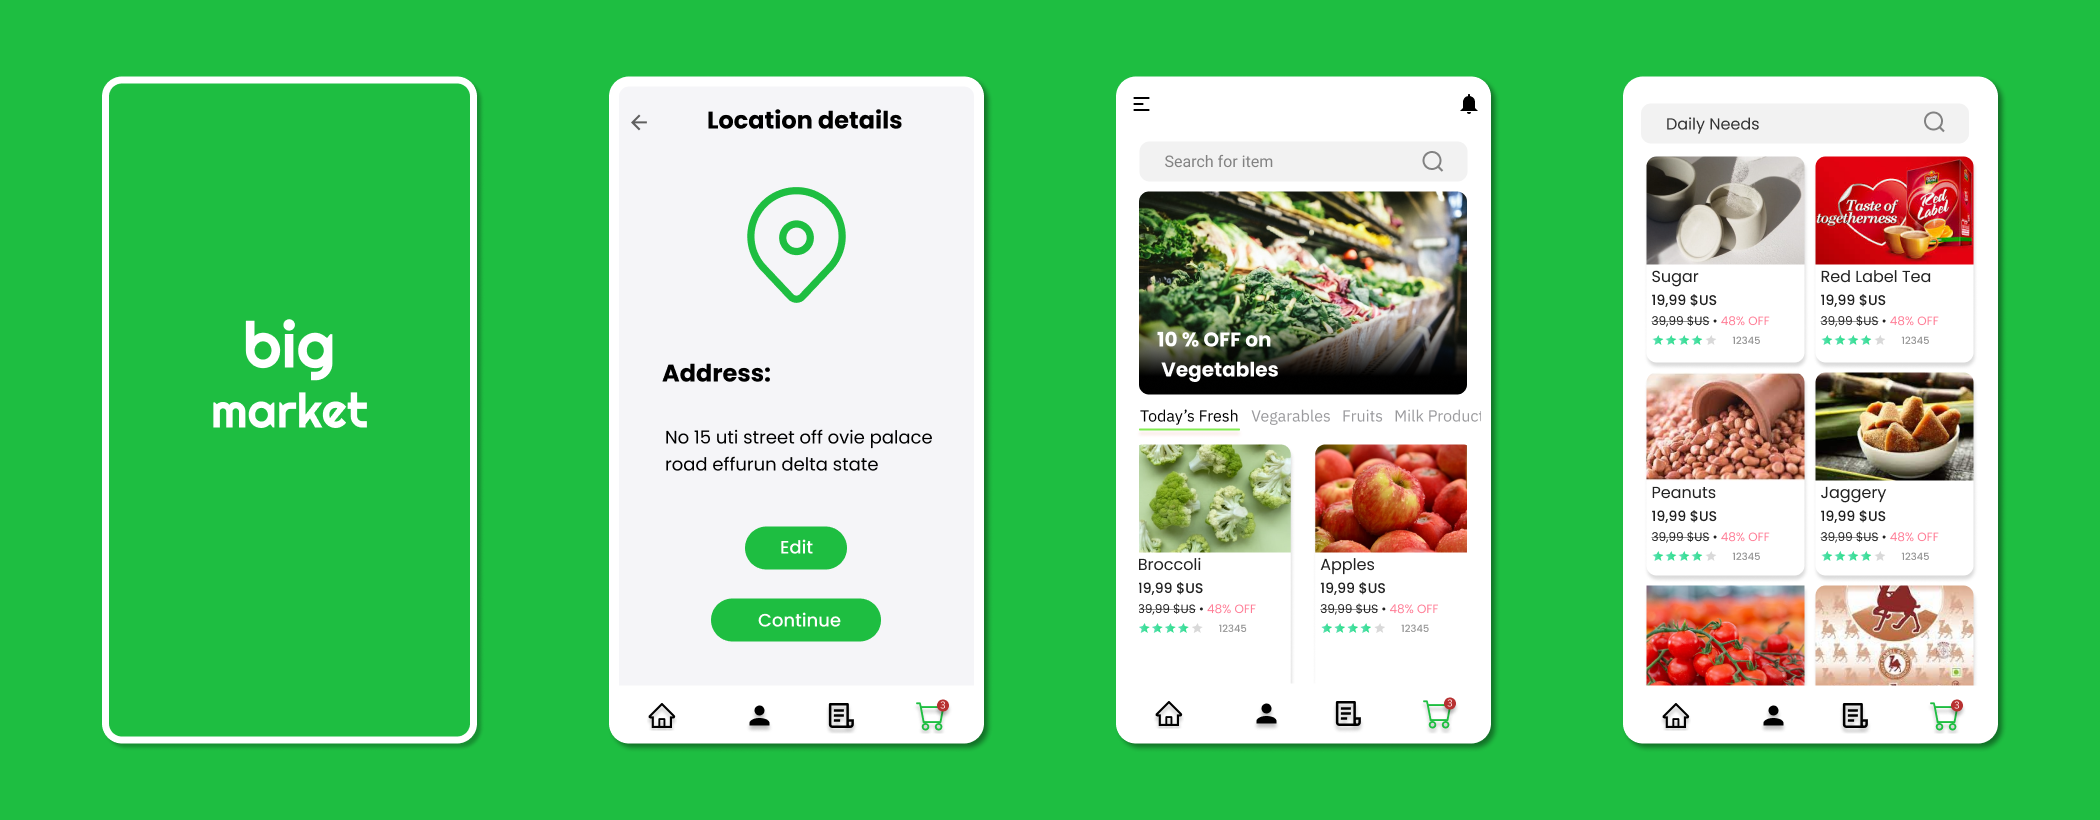 big
market
Location details
Address:
No 15 uti street off ovie palace
road effurun delta state
Edit
Continue
3
Search for item
10 % OFF on
Vegetables
Today's Fresh Vegarables Fruits Milk Product
Broccoli
19,99 $US
39,99 $US • 48% OFF
12345
Apples
19,99 $US
39,99 $US • 48% OFF
12345
3
Daily Needs
Sugar
19,99 $US
39,99 $US • 48% OFF
12345
Taste of
togetherness
Red
Label
Red Label Tea
19,99 $US
39,99 $US • 48% OFF
12345
Peanuts
19,99 $US
39,99 $US • 48% OFF
12345
Jaggery
19,99 $US
39,99 $US • 48% OFF
12345
3